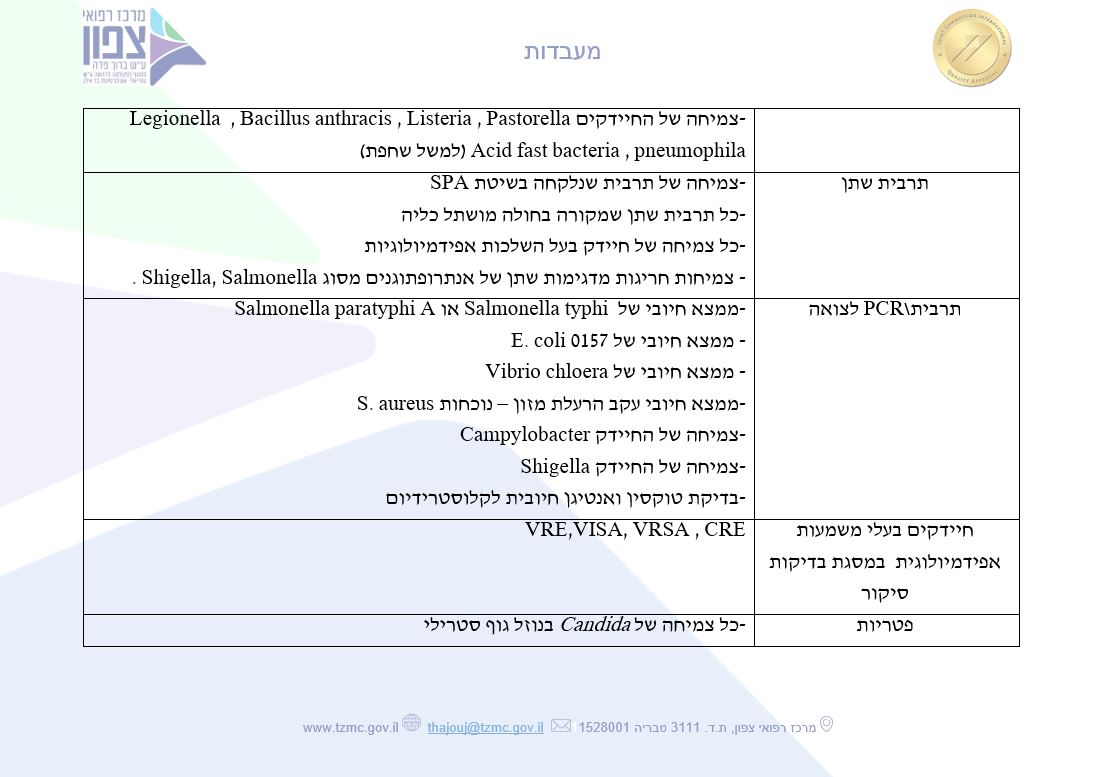 מרכז רפואי
צפון
ע"ש ברוך פדה
מעבדות
-צמיחה של החיידקים Legionella  , Bacillus anthracis , Listeria , Pastorella
Acid fast bacteria , pneumophila (למשל שחפת)
תרבית שתן
-צמיחה של תרבית שנלקחה בשיטת SPA
-כל תרבית שתן שמקורה בחולה מושתל כליה
-כל צמיחה של חיידק בעל השלכות אפידמיולוגיות
- צמיחות חריגות מדגימות שתן של אנתרופתוגנים מסוג Shigella, Salmonella .
תרבית\PCR לצואה
-ממצא חיובי של Salmonella typhi או Salmonella paratyphi A
- ממצא חיובי של E. coli 0157
- ממצא חיובי של Vibrio chloera
-ממצא חיובי עקב הרעלת מזון – נוכחות S. aureus
-צמיחה של החיידק Campylobacter
-צמיחה של החיידק Shigella
-בדיקת טוקסין ואנטיגן חיובית לקלוסטרידיום
חיידקים בעלי משמעות
אפידמיולוגית במסגת בדיקות
סיקור
VRE,VISA, VRSA , CRE
פטריות
-כל צמיחה של Candida בנוזל גוף סטרילי
מרכז רפואי צפון, ת.ד. 3111 טבריה 1528001 thajouj@tzmc.gov.il www.tzmc.gov.il